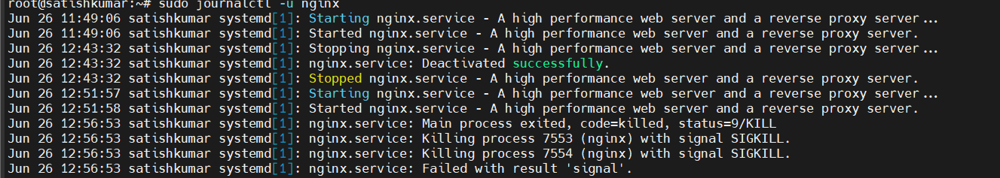 root@satishkumar:~# sudo journalctl -u nginx
Jun 26 11:49:06 satishkumar systemd[1]: Starting nginx.service - A high performance web server and a reverse proxy server...
Jun 26 11:49:06 satishkumar systemd[1]: Started nginx.service - A high performance web server and a reverse proxy server.
Jun 26 12:43:32 satishkumar systemd[1]: Stopping nginx.service - A high performance web server and a reverse proxy server...
Jun 26 12:43:32 satishkumar systemd[1]: nginx.service: Deactivated successfully.
Jun 26 12:43:32 satishkumar systemd[1]: Stopped nginx.service - A high performance web server and a reverse proxy server.
Jun 26 12:51:57 satishkumar systemd[1]: Starting nginx.service - A high performance web server and a reverse proxy server...
Jun 26 12:51:58 satishkumar systemd[1]: Started nginx.service - A high performance web server and a reverse proxy server.
Jun 26 12:56:53 satishkumar systemd[1]: nginx.service: Main process exited, code=killed, status=9/KILL
Jun 26 12:56:53 satishkumar systemd[1]: nginx.service: Killing process 7553 (nginx) with signal SIGKILL.
Jun 26 12:56:53 satishkumar systemd[1]: nginx.service: Killing process 7554 (nginx) with signal SIGKILL.
Jun 26 12:56:53 satishkumar systemd[1]: nginx.service: Failed with result 'signal'.